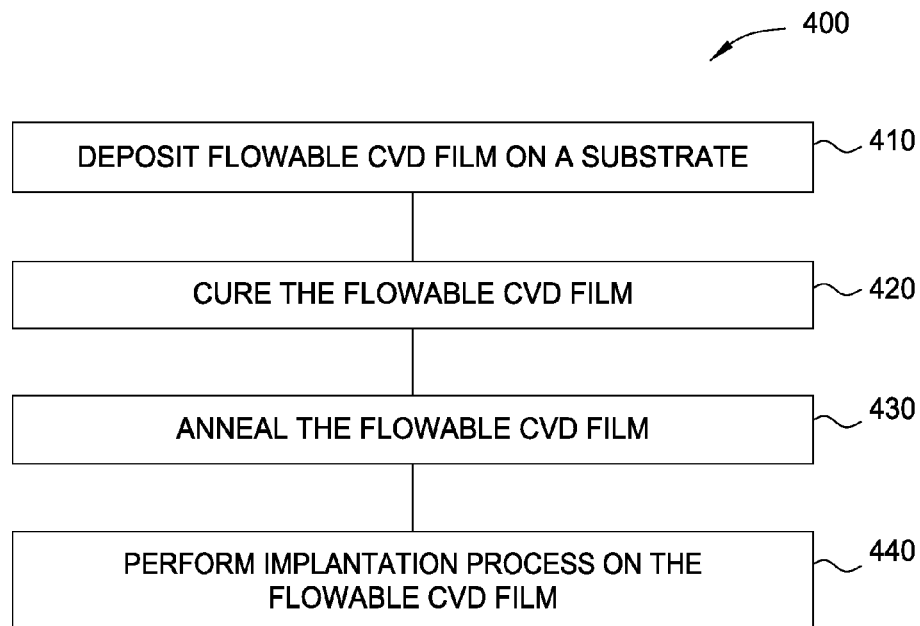 400
DEPOSIT FLOWABLE CVD FILM ON A SUBSTRATE
410
CURE THE FLOWABLE CVD FILM
420
ANNEAL THE FLOWABLE CVD FILM
430
PERFORM IMPLANTATION PROCESS ON THE
FLOWABLE CVD FILM
440